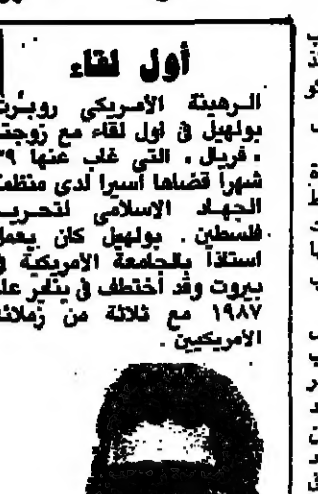 أول لقاء
الرهينة الأمريكي روبرت
بولهيل في أول لقاء مع زوجته
، فريال ، التي غاب عنها ٣٩
شهراً قضاها أسيرا لدى منظمة
الجهاد الإسلامي لتحرير
فلسطين . بولهيل كان يعمل
استاذاً بالجامعة الأمريكية في
بيروت وقد أختطف في يناير عام
١٩٨٧ مع ثلاثة من زملائه
الأمريكيين .